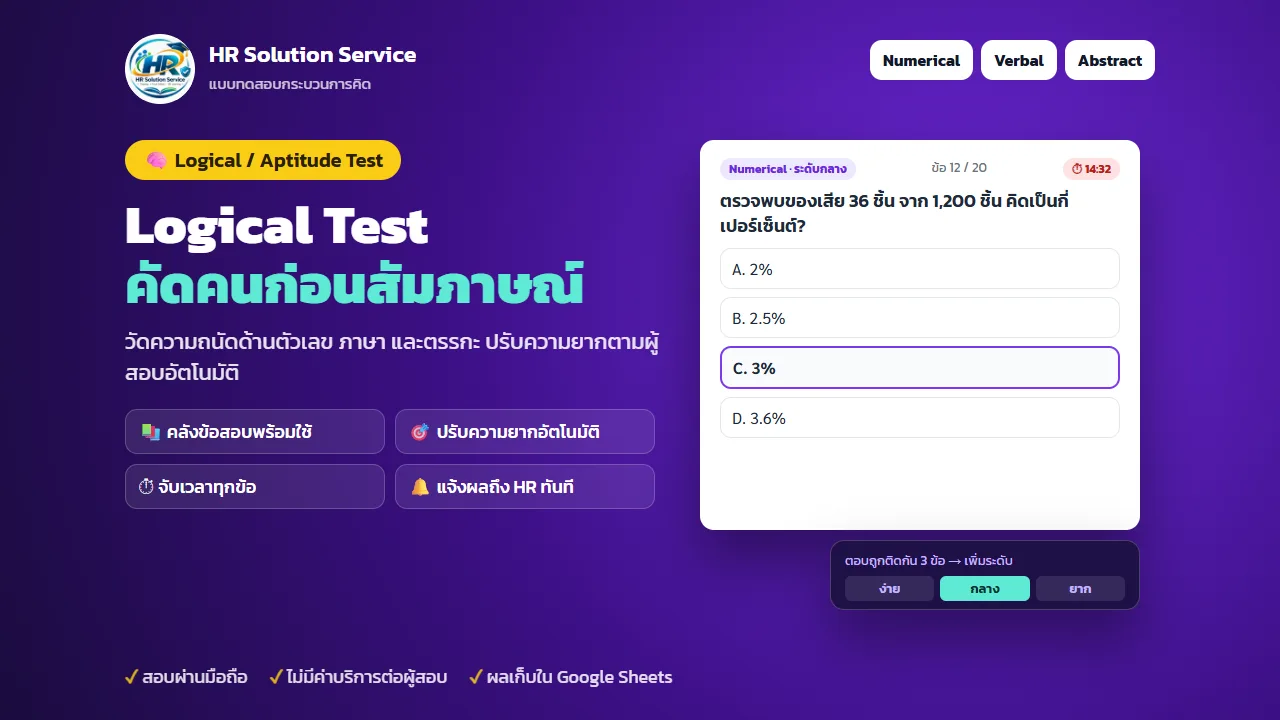 HR
HR Solution Service
HR Solution Service
แบบทดสอบกระบวนการคิด
Numerical
Verbal
Abstract
Logical / Aptitude Test
Logical Test
คัดคนก่อนสัมภาษณ์
วัดความถนัดด้านตัวเลข ภาษา และตรรกะ ปรับความยากตามผู้
สอบอัตโนมัติ
คลังข้อสอบพร้อมใช้
ปรับความยากอัตโนมัติ
จับเวลาทุกข้อ
แจ้งผลถึง HR ทันที
Numerical · ระดับกลาง
ข้อ 12 / 20
14:32
ตรวจพบของเสีย 36 ชิ้น จาก 1,200 ชิ้น คิดเป็นกี่
เปอร์เซ็นต์?
A. 2%
B. 2.5%
C. 3%
D. 3.6%
ตอบถูกติดกัน 3 ข้อ → เพิ่มระดับ
ง่าย
กลาง
ยาก
✓ สอบผ่านมือถือ
✓ ไม่มีค่าบริการต่อผู้สอบ
✓ ผลเก็บใน Google Sheets